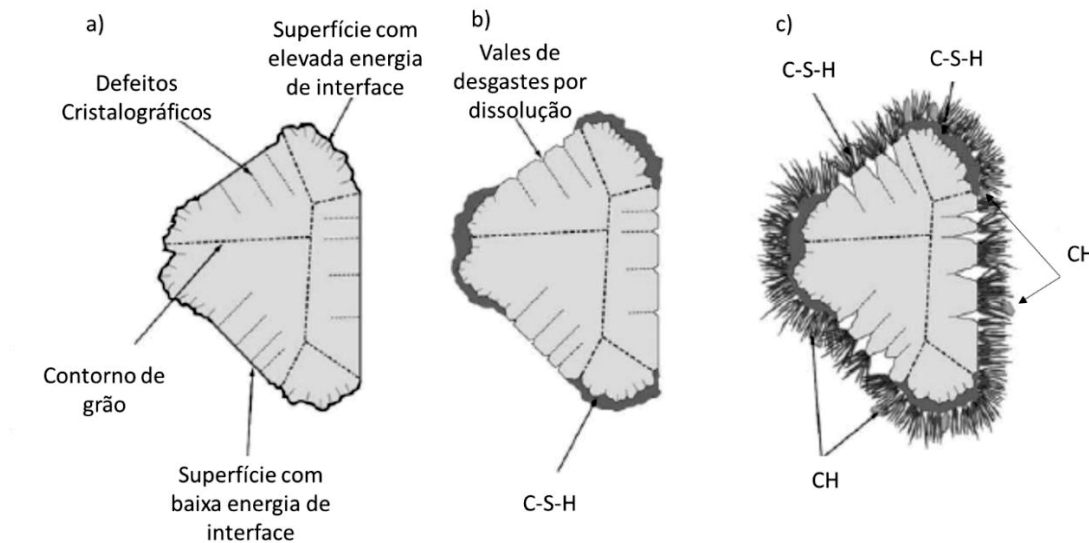 a)
Superfície com
elevada energia
de interface
Defeitos
Cristalográficos
Contorno de
grão
Superfície com
baixa energia de
interface
b)
Vales de
desgastes por
dissolução
C-S-H
c)
C-S-H
C-S-H
CH
CH